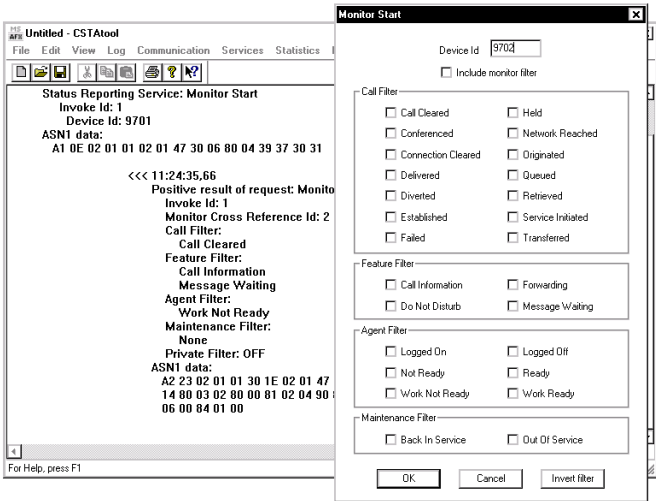 Untitled - CSTAtool
File Edit View Log Communication Services Statistics
Status Reporting Service: Monitor Start
Invoke Id: 1
Device Id: 9701
ASN1 data:
A1 0E 02 01 01 02 01 47 30 06 80 04 39 37 30 31
<<< 11:24:35,66
Positive result of request: Monito
Invoke Id: 1
Monitor Cross Reference Id: 2
Call Filter:
Call Cleared
Feature Filter:
Call Information
Message Waiting
Agent Filter:
Work Not Ready
Maintenance Filter:
None
Private Filter: OFF
ASN1 data:
A2 23 02 01 01 30 1E 02 01 47
14 80 03 02 80 00 81 02 04 90
06 00 84 01 00
For Help, press F1
Monitor Start
Device Id 9702
Include monitor filter
Call Filter
Call Cleared Held
Conferenced Network Reached
Connection Cleared Originated
Delivered Queued
Diverted Retrieved
Established Service Initiated
Failed Transferred
Feature Filter
Call Information Forwarding
Do Not Disturb Message Waiting
Agent Filter
Logged On Logged Off
Not Ready Ready
Work Not Ready Work Ready
Maintenance Filter
Back In Service Out Of Service
OK Cancel Invert filter